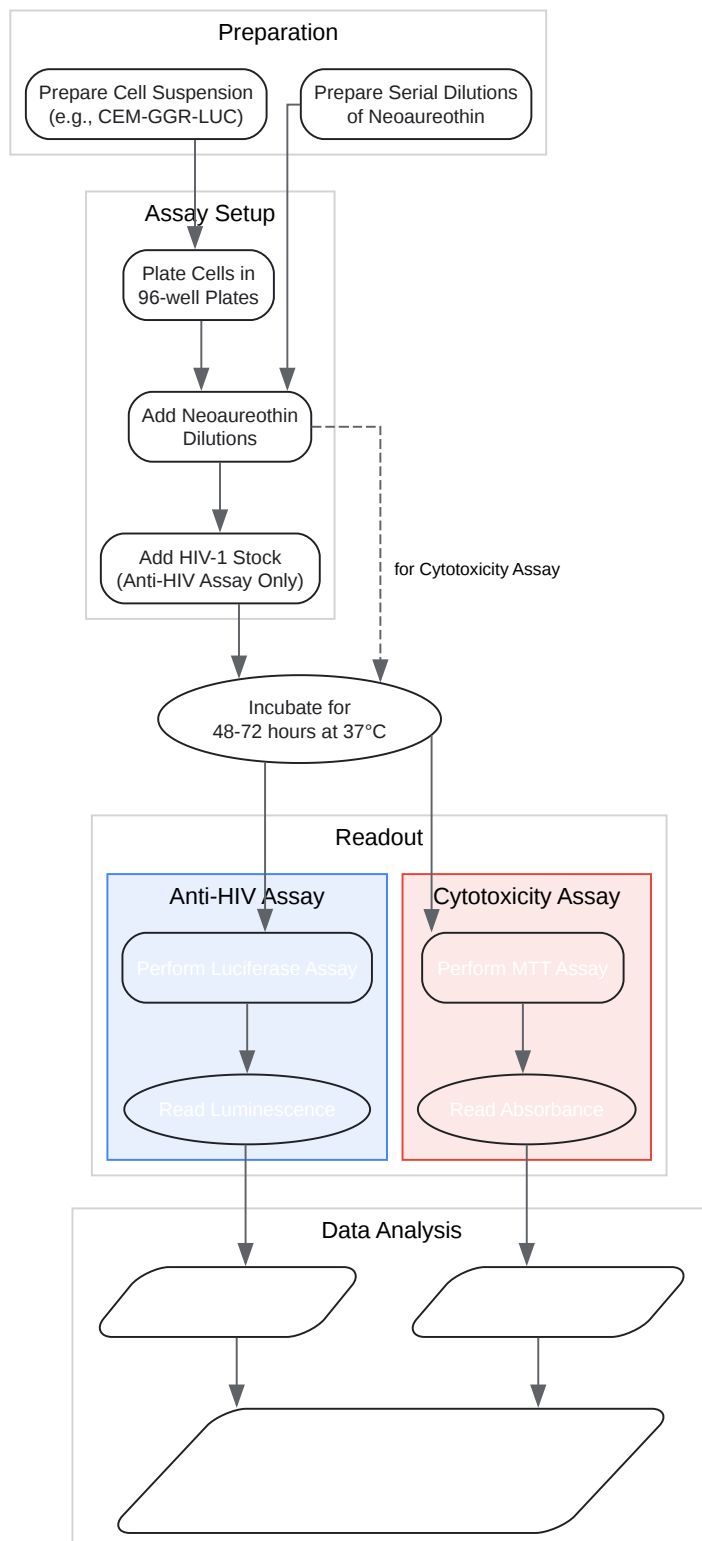 Preparation
Prepare Cell Suspension
(e.g., CEM-GGR-LUC)
Prepare Serial Dilutions
of Neoaureothin
Assay Setup
Plate Cells in
96-well Plates
Add Neoaureothin
Dilutions
Add HIV-1 Stock
(Anti-HIV Assay Only)
for Cytotoxicity Assay
Incubate for
48-72 hours at 37°C
Readout
Anti-HIV Assay
Cytotoxicity Assay
Perform Luciferase Assay
Perform MTT Assay
Read Luminescence
Read Absorbance
Data Analysis